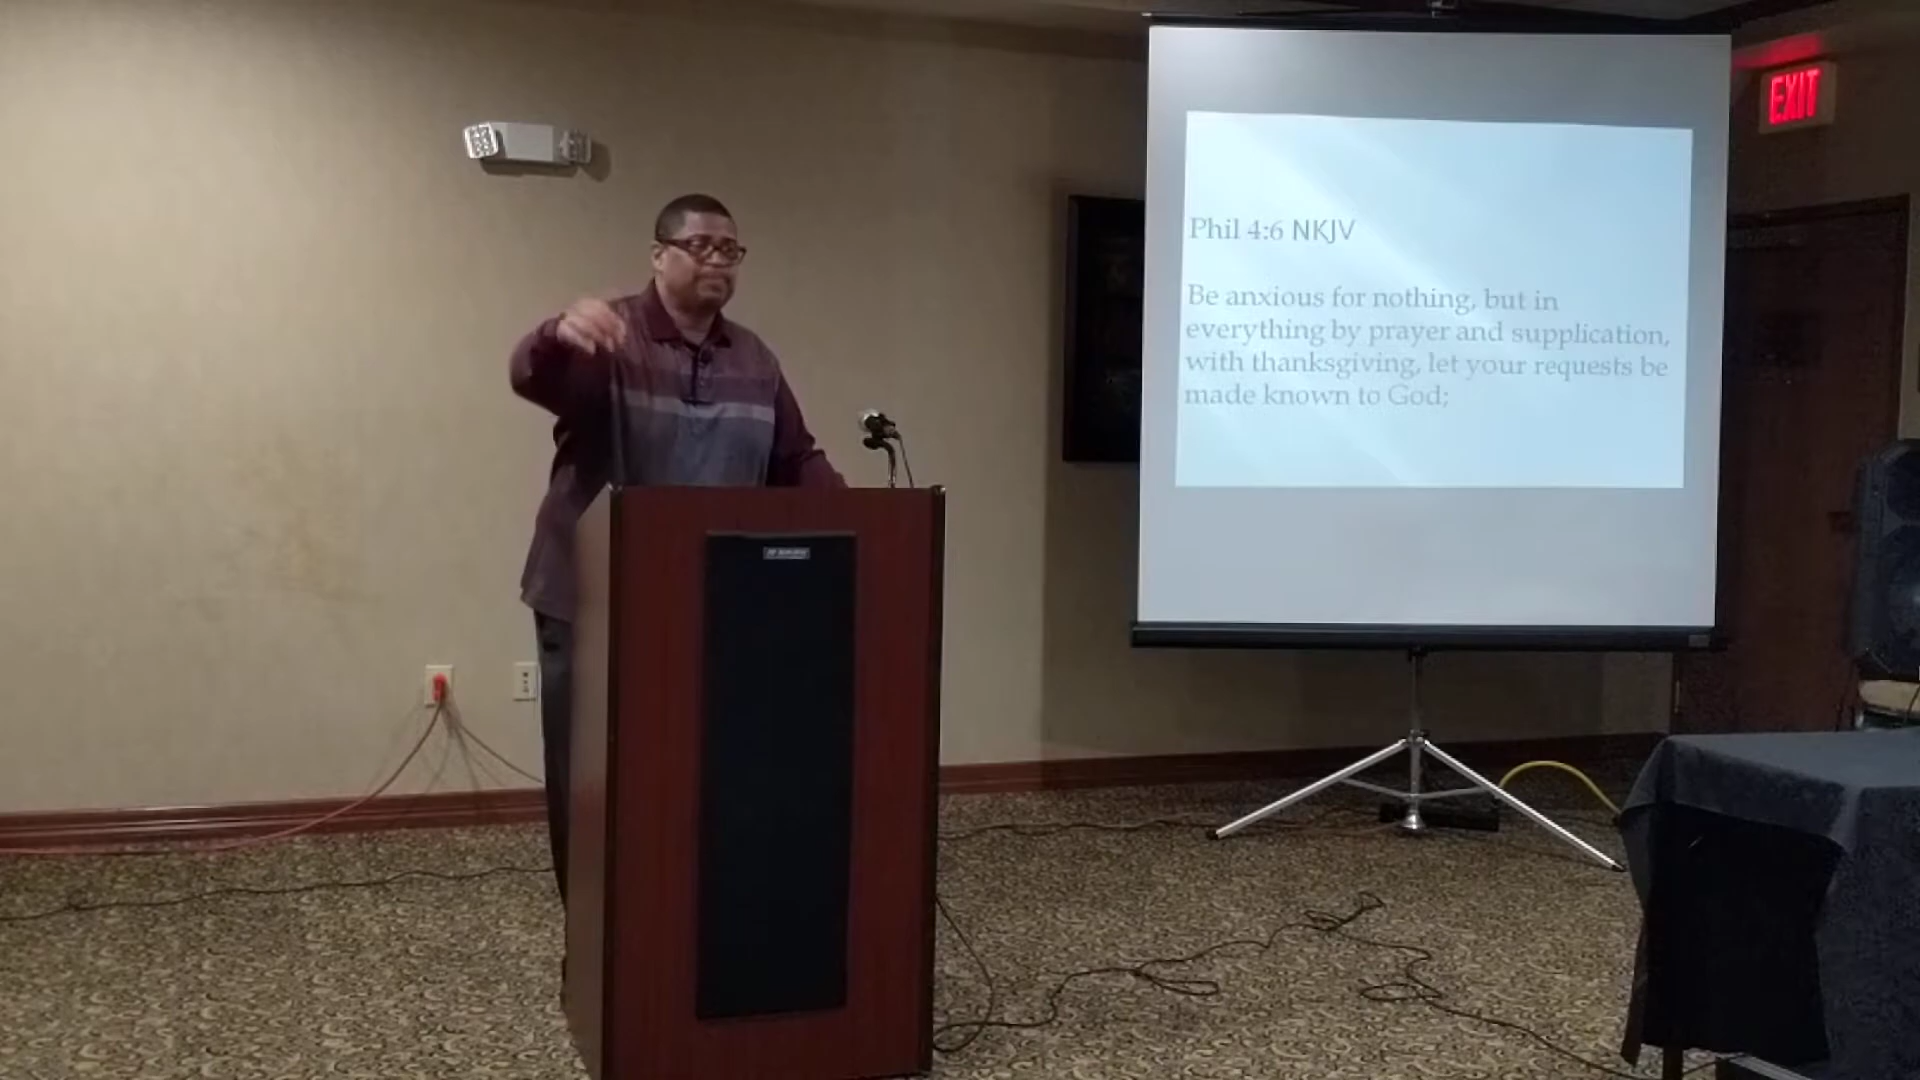 EXIT
Phil 4:6 NKJV
Be anxious for nothing, but in
everything by prayer and supplication,
with thanksgiving, let your requests be
made known to God;